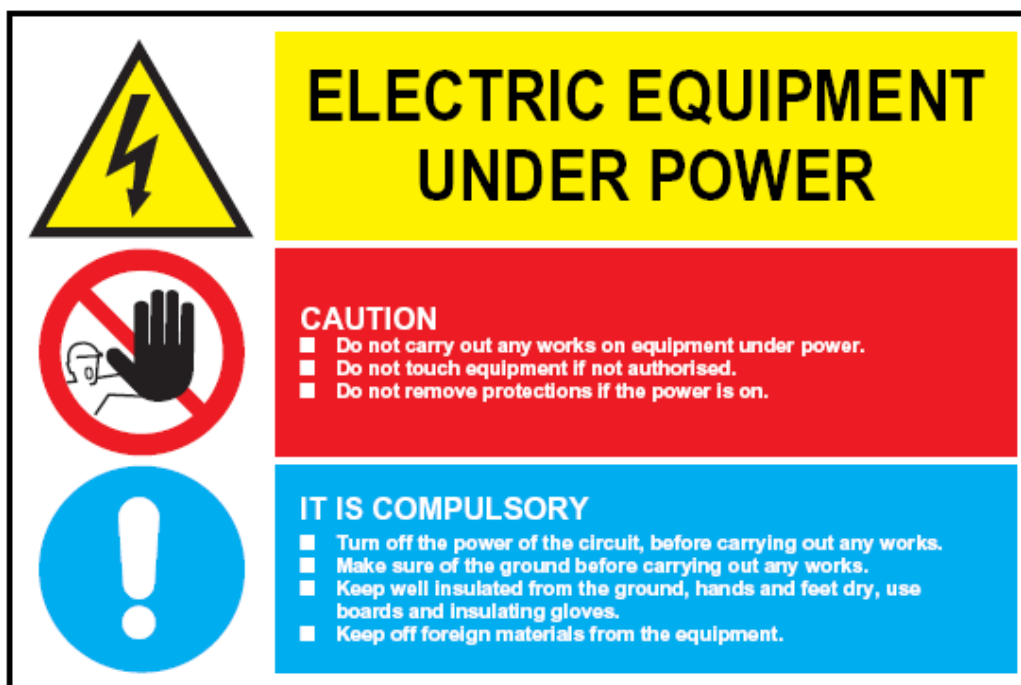 ELECTRIC EQUIPMENT
UNDER POWER
CAUTION
■ Do not carry out any works on equipment under power.
■ Do not touch equipment if not authorised.
■ Do not remove protections if the power is on.
IT IS COMPULSORY
■ Turn off the power of the circuit, before carrying out any works.
■ Make sure of the ground before carrying out any works.
■ Keep well insulated from the ground, hands and feet dry, use
boards and insulating gloves.
■ Keep off foreign materials from the equipment.